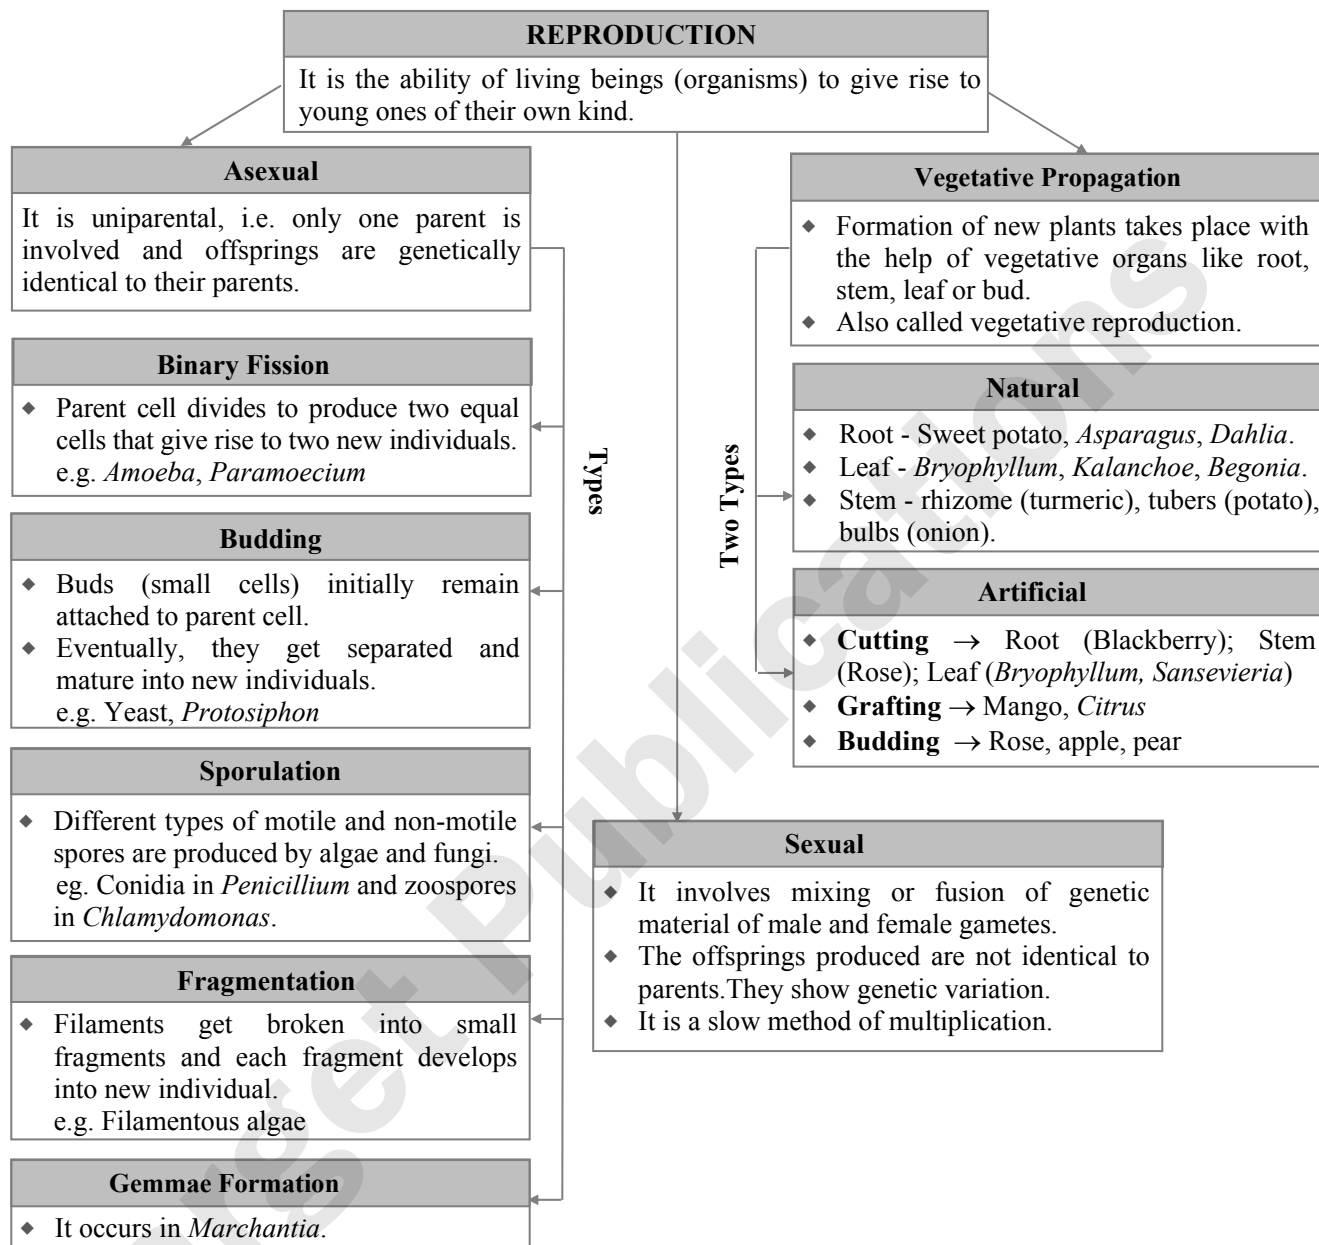 REPRODUCTION
It is the ability of living beings (organisms) to give rise to
young ones of their own kind.
Asexual
It is uniparental, i.e. only one parent is
involved and offsprings are genetically
identical to their parents.
Types
Binary Fission
◆ Parent cell divides to produce two equal
cells that give rise to two new individuals.
e.g. Amoeba, Paramoecium
Budding
◆ Buds (small cells) initially remain
attached to parent cell.
◆ Eventually, they get separated and
mature into new individuals.
e.g. Yeast, Protosiphon
Sporulation
◆ Different types of motile and non-motile
spores are produced by algae and fungi.
eg. Conidia in Penicillium and zoospores
in Chlamydomonas.
Fragmentation
◆ Filaments get broken into small
fragments and each fragment develops
into new individual.
e.g. Filamentous algae
Gemmae Formation
◆ It occurs in Marchantia.
Vegetative Propagation
◆ Formation of new plants takes place with
the help of vegetative organs like root,
stem, leaf or bud.
◆ Also called vegetative reproduction.
Two Types
Natural
◆ Root - Sweet potato, Asparagus, Dahlia.
◆ Leaf - Bryophyllum, Kalanchoe, Begonia.
◆ Stem - rhizome (turmeric), tubers (potato),
bulbs (onion).
Artificial
◆ Cutting → Root (Blackberry); Stem
(Rose); Leaf (Bryophyllum, Sansevieria)
◆ Grafting → Mango, Citrus
◆ Budding → Rose, apple, pear
Sexual
◆ It involves mixing or fusion of genetic
material of male and female gametes.
◆ The offsprings produced are not identical to
parents.They show genetic variation.
◆ It is a slow method of multiplication.
arget Publications